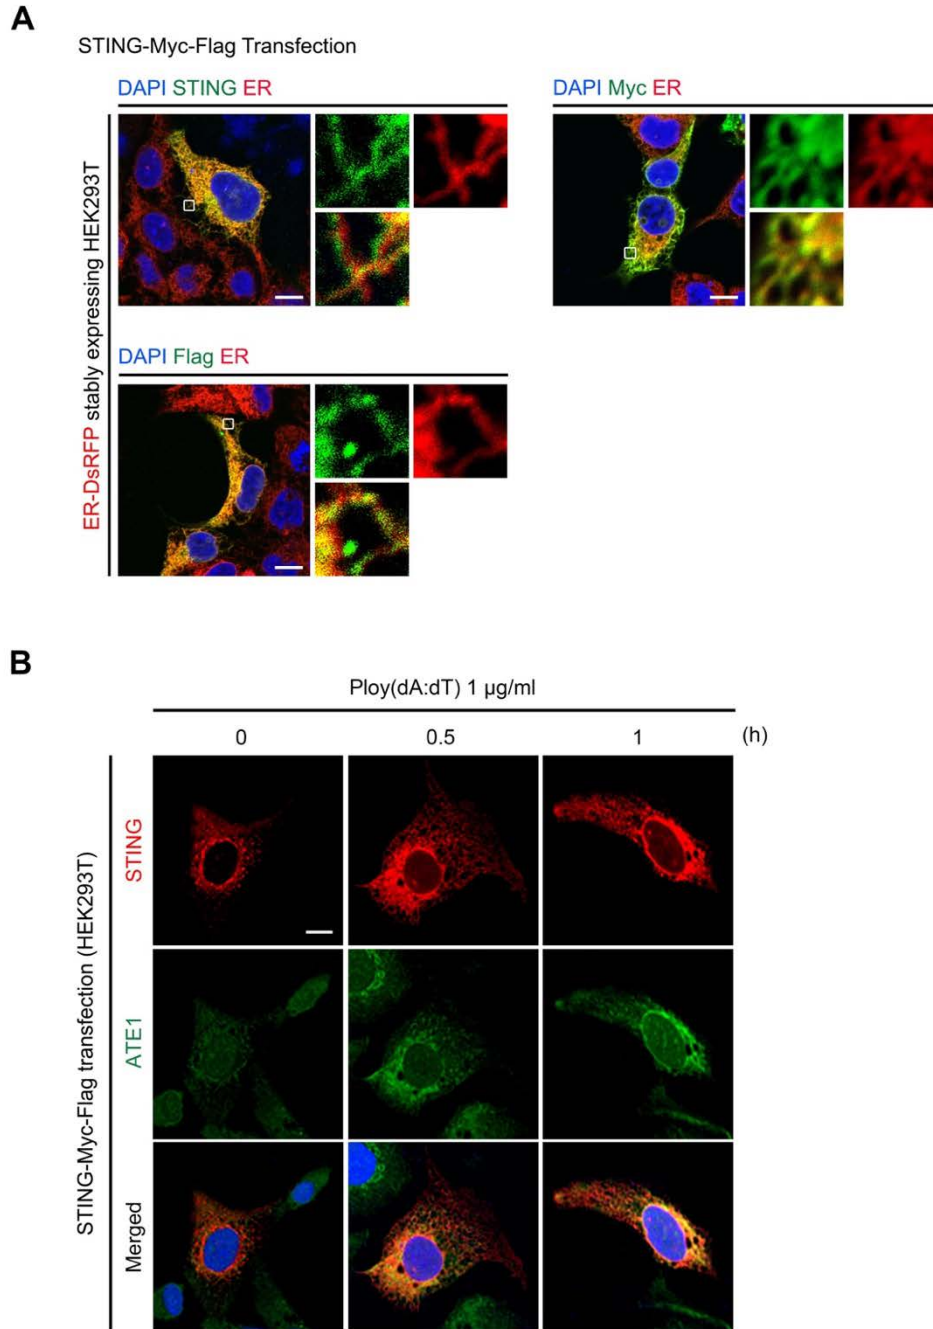 A
STING-Myc-Flag Transfection
DAPI STING ER
DAPI Myc ER
ER-DsRFP stably expressing HEK293T
DAPI Flag ER
B
Ploy(dA:dT) 1 µg/ml
0 0.5 1 (h)
STING-Myc-Flag transfection (HEK293T)
STING
ATE1
Merged